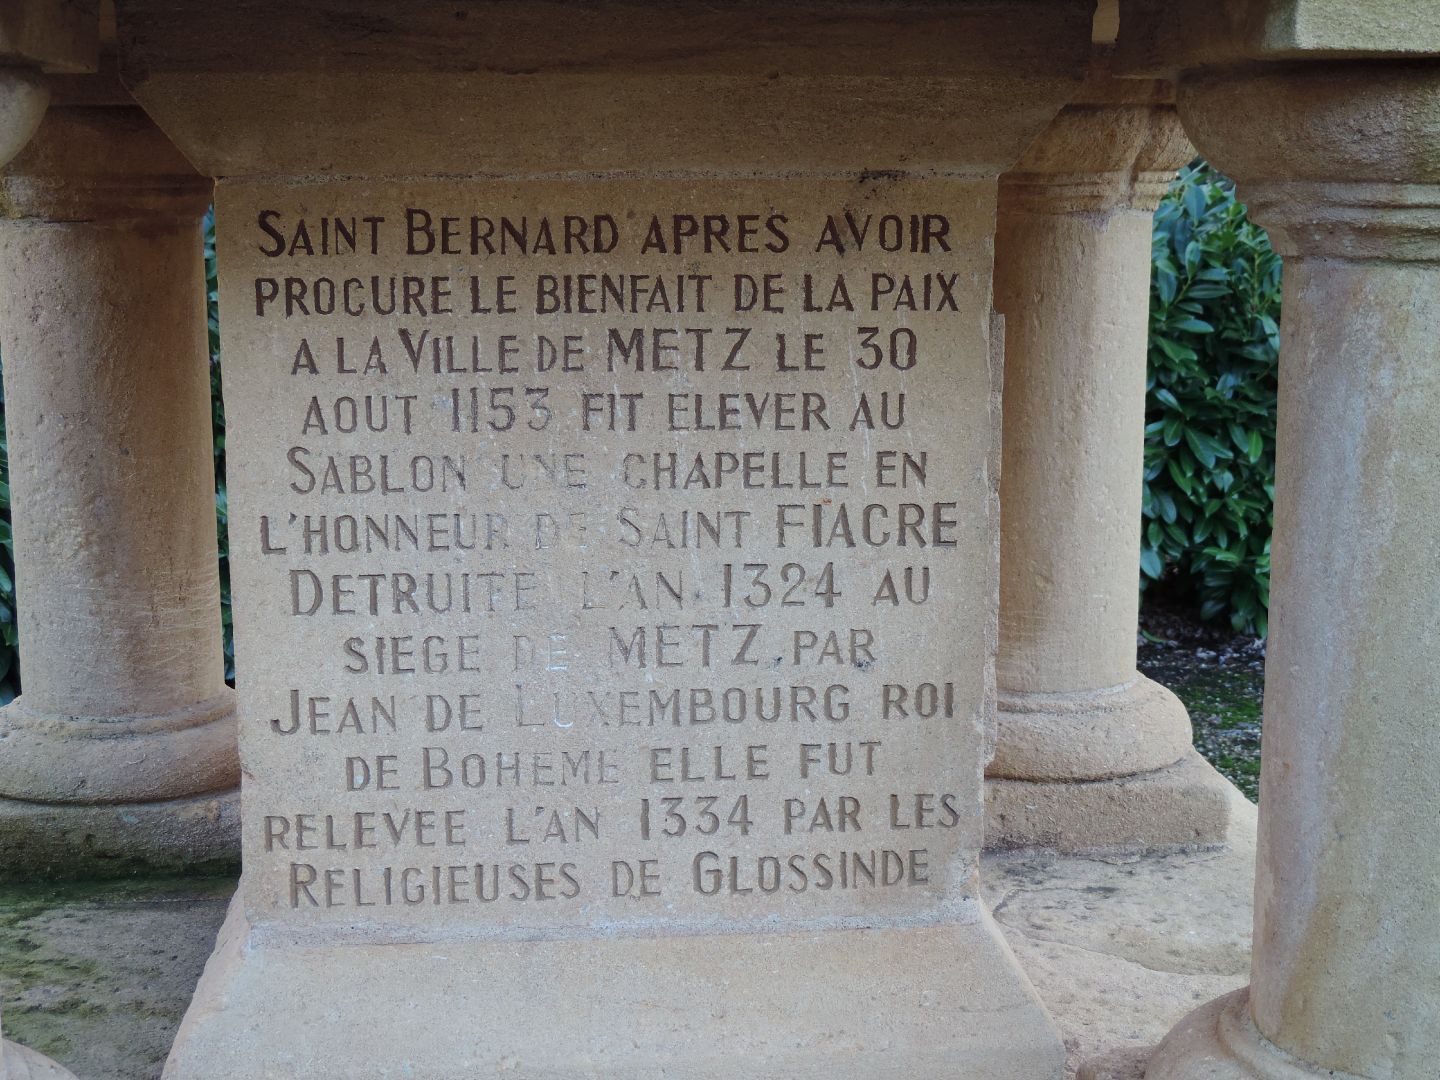 SAINT BERNARD APRES AVOIR
PROCURE LE BIENFAIT DE LA PAIX
A LA VILLE DE METZ LE 30
AOUT 1153 FIT ELEVER AU
SABLON UNE CHAPELLE EN
L'HONNEUR DE SAINT FIACRE
DETRUITE L'AN 1324 AU
SIEGE DE METZ PAR
JEAN DE LUXEMBOURG ROI
DE BOHEME ELLE FUT
RELEVEE L'AN 1334 PAR LES
RELIGIEUSES DE GLOSSINDE